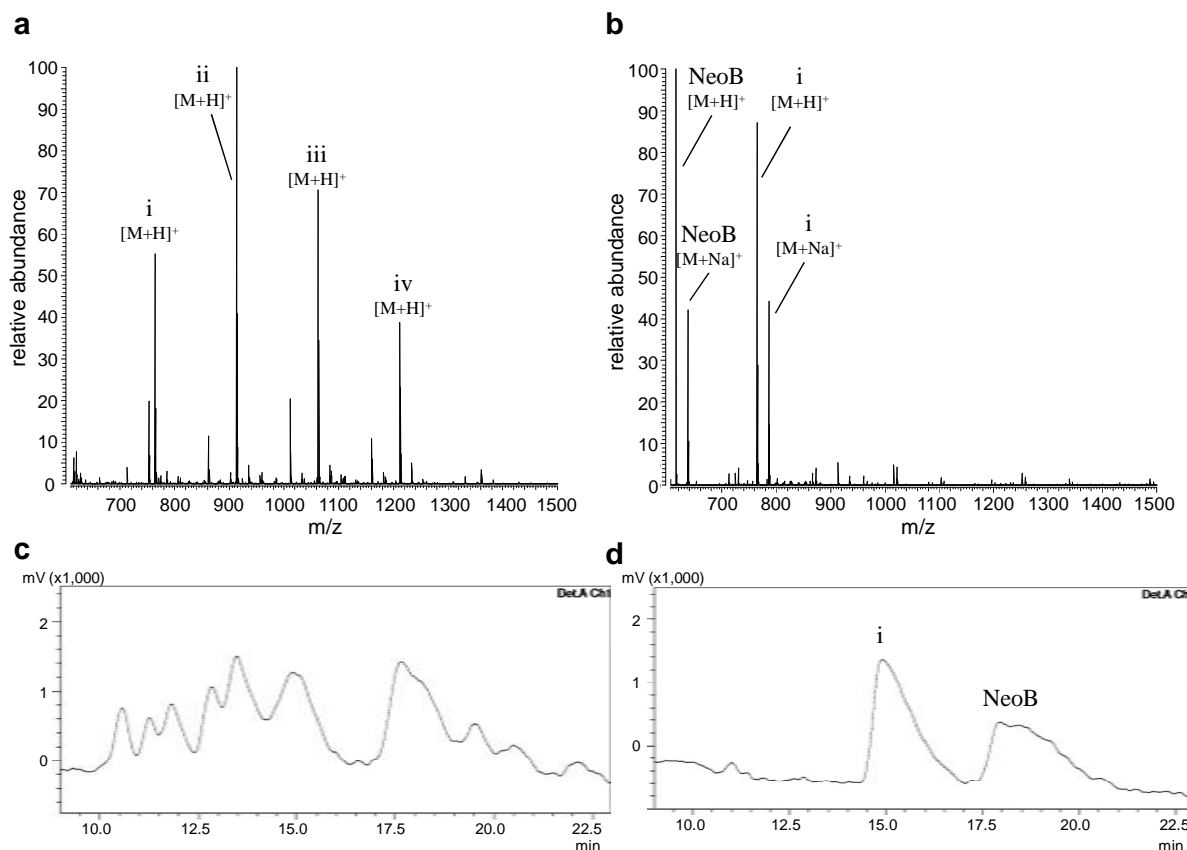 a
100
90
80
70
60
50
40
30
20
10
0
relative abundance
ii
[M+H]+
iii
[M+H]+
i
[M+H]+
iv
[M+H]+
700 800 900 1000 1100 1200 1300 1400 1500
m/z
b
100
90
80
70
60
50
40
30
20
10
0
relative abundance
NeoB
[M+H]+
i
[M+H]+
NeoB
[M+Na]+
i
[M+Na]+
700 800 900 1000 1100 1200 1300 1400 1500
m/z
c
mV (x1,000)
Det.A Ch1
2
1
0
10.0 12.5 15.0 17.5 20.0 22.5
min
d
mV (x1,000)
Det.A Ch
2
1
0
i
NeoB
10.0 12.5 15.0 17.5 20.0 22.5
min